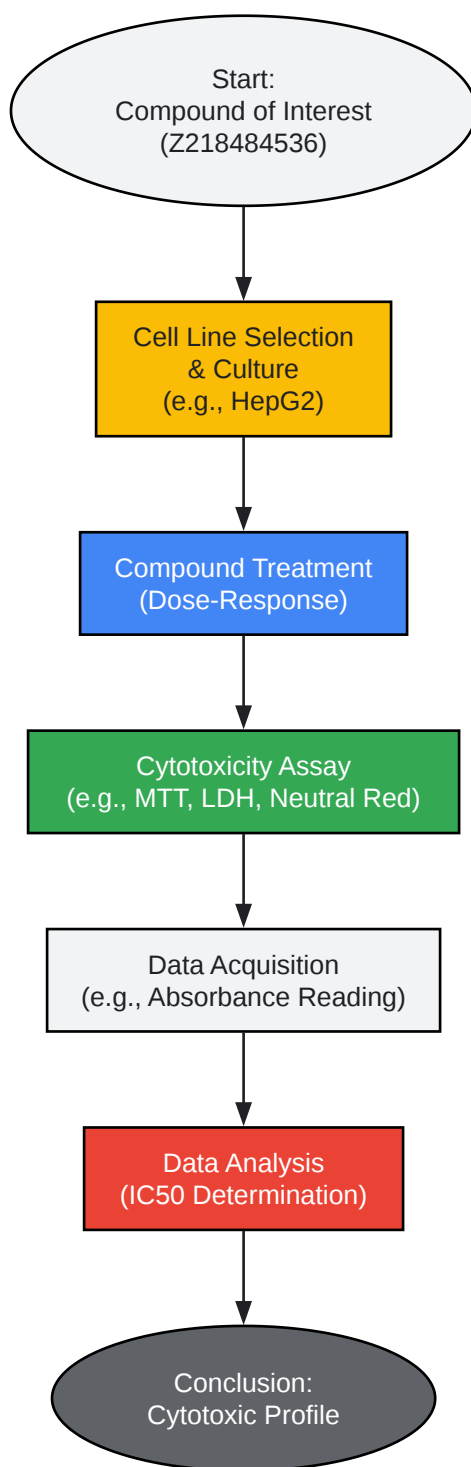 Start:
Compound of Interest
(Z218484536)
Cell Line Selection
& Culture
(e.g., HepG2)
Compound Treatment
(Dose-Response)
Cytotoxicity Assay
(e.g., MTT, LDH, Neutral Red)
Data Acquisition
(e.g., Absorbance Reading)
Data Analysis
(IC50 Determination)
Conclusion:
Cytotoxic Profile